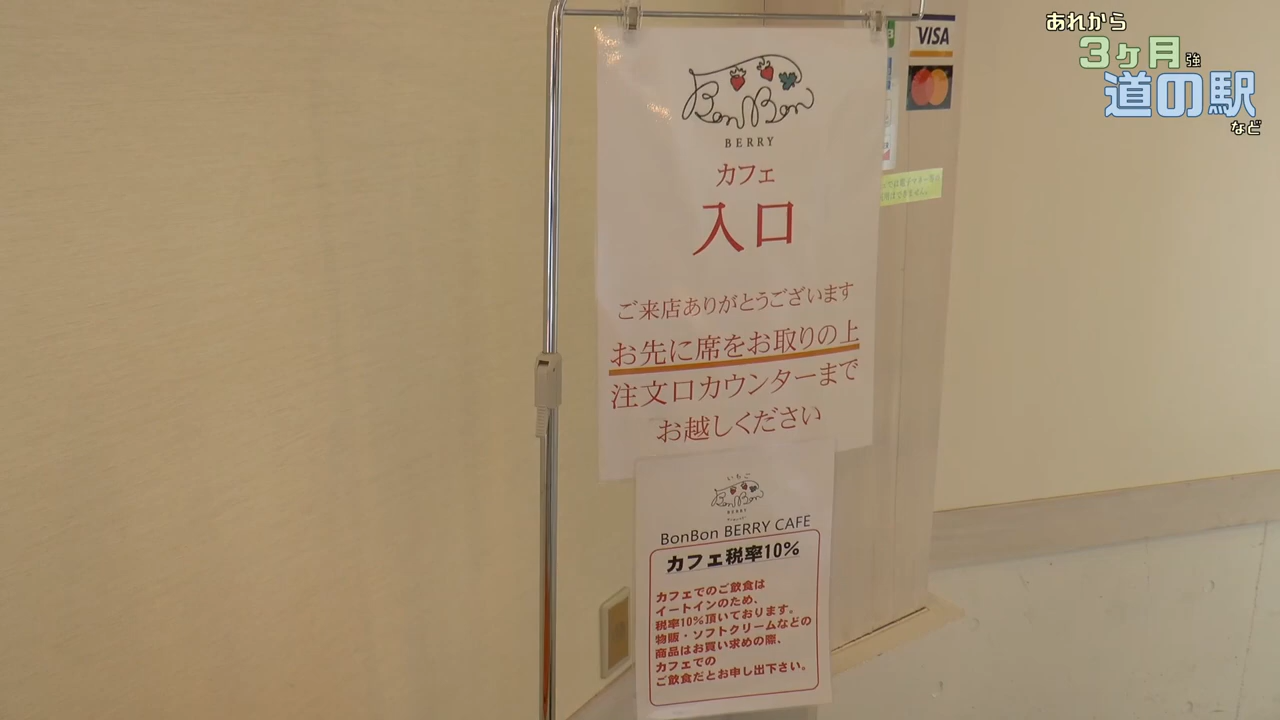 あれから
3ヶ月強
道の駅
など
VISA
BonBon
BERRY
カフェ
入口
ご来店ありがとうございます
お先に席をお取りの上
注文口カウンターまで
お越しください
いちご
BonBon
BERRY
BonBon BERRY CAFE
カフェ税率10%
カフェでのご飲食は
イートインのため、
税率10%頂いております。
物販・ソフトクリームなどの
商品はお買い求めの際、
カフェでの
ご飲食だとお申し出下さい。